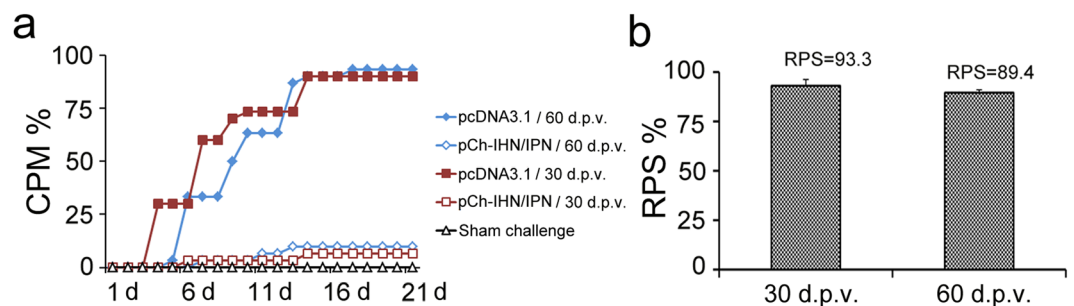 a
CPM %
100
75
50
25
0
1 d 6 d 11 d 16 d 21 d
pcDNA3.1 / 60 d.p.v.
pCh-IHN/IPN / 60 d.p.v.
pcDNA3.1 / 30 d.p.v.
pCh-IHN/IPN / 30 d.p.v.
Sham challenge
b
RPS %
100
75
50
25
0
RPS=93.3
RPS=89.4
30 d.p.v. 60 d.p.v.